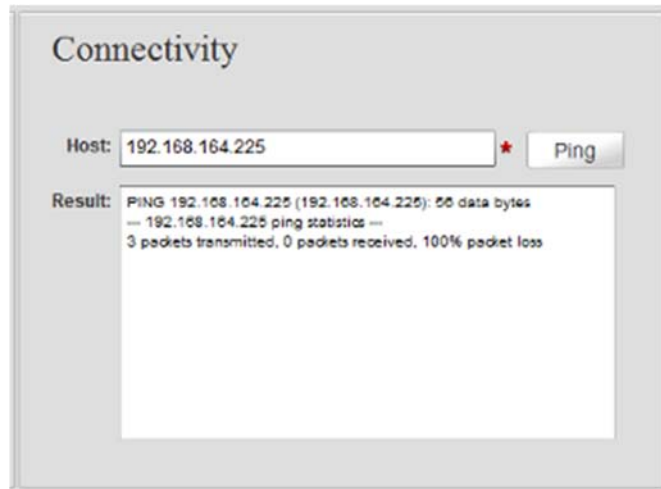 Connectivity
Host: 192.168.164.225 * Ping
Result: PING 192.168.164.225 (192.168.164.225): 56 data bytes
--- 192.168.164.225 ping statistics ---
3 packets transmitted, 0 packets received, 100% packet loss